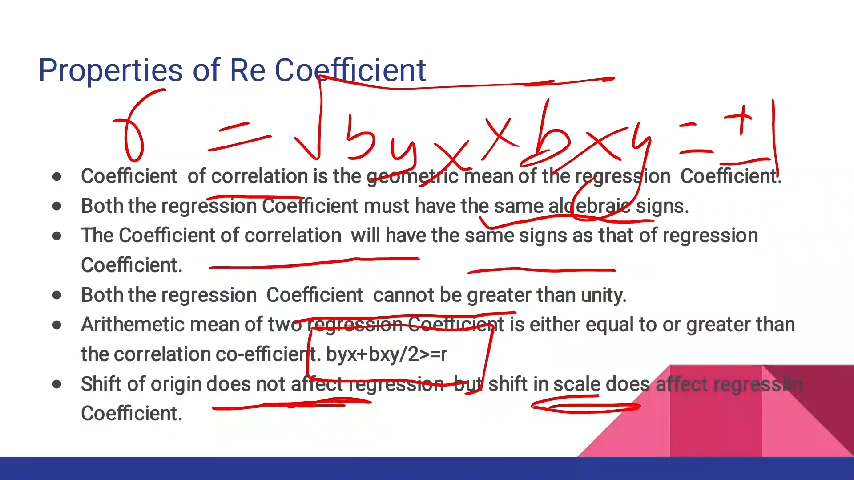 Properties of Re Coefficient
r = √byx × bxy = ±1
● Coefficient of correlation is the geometric mean of the regression Coefficient.
● Both the regression Coefficient must have the same aldebraic signs.
● The Coefficient of correlation will have the same signs as that of regression
Coefficient.
● Both the regression Coefficient cannot be greater than unity.
● Arithemetic mean of two regression Coefficient is either equal to or greater than
the correlation co-efficient. byx+bxy/2>=r
● Shift of origin does not affect regression but shift in scale does affect regressiin
Coefficient.